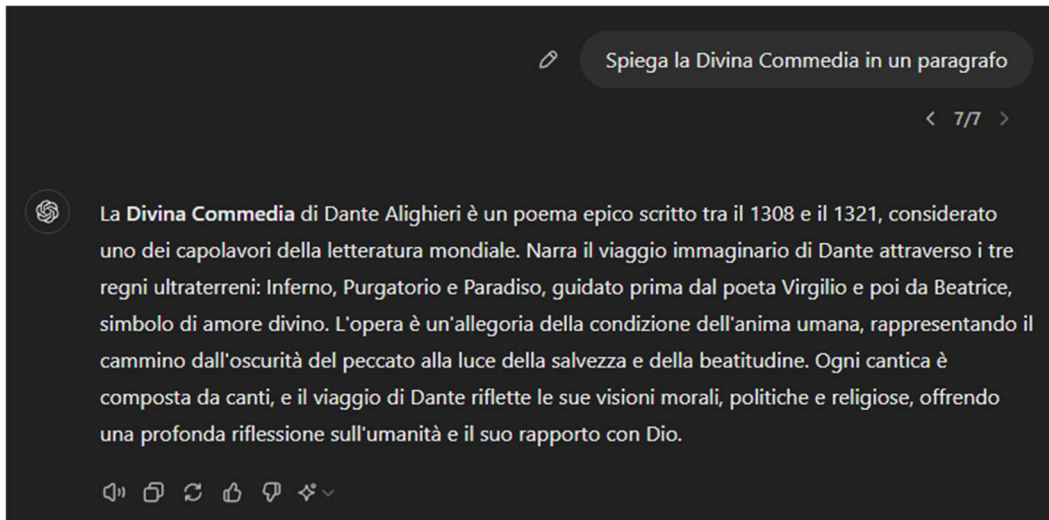 Spiega la Divina Commedia in un paragrafo
< 7/7 >
La Divina Commedia di Dante Alighieri è un poema epico scritto tra il 1308 e il 1321, considerato
uno dei capolavori della letteratura mondiale. Narra il viaggio immaginario di Dante attraverso i tre
regni ultraterreni: Inferno, Purgatorio e Paradiso, guidato prima dal poeta Virgilio e poi da Beatrice,
simbolo di amore divino. L'opera è un'allegoria della condizione dell'anima umana, rappresentando il
cammino dall'oscurità del peccato alla luce della salvezza e della beatitudine. Ogni cantica è
composta da canti, e il viaggio di Dante riflette le sue visioni morali, politiche e religiose, offrendo
una profonda riflessione sull'umanità e il suo rapporto con Dio.